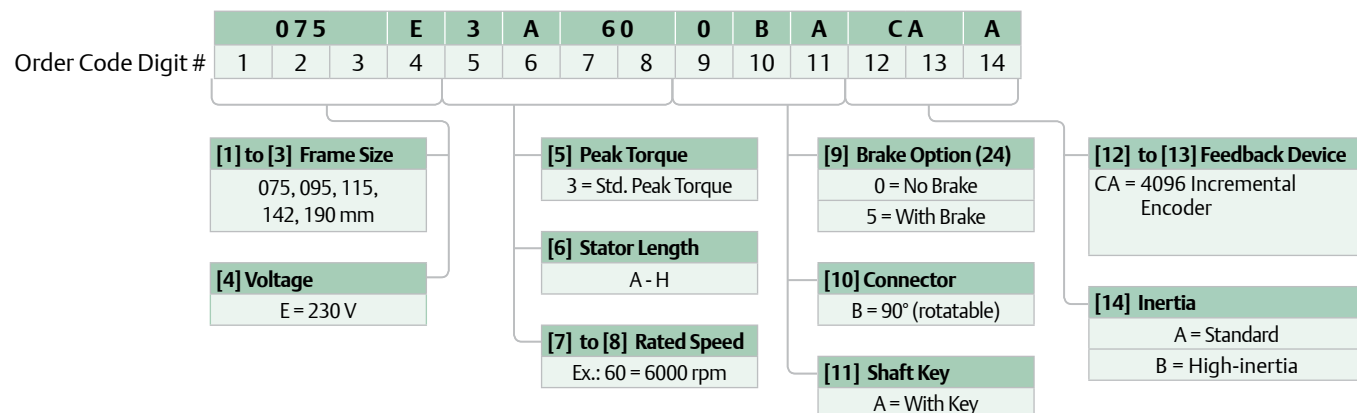 075 E 3 A 60 0 B A CA A
Order Code Digit # 1 2 3 4 5 6 7 8 9 10 11 12 13 14
[1] to [3] Frame Size
075, 095, 115,
142, 190 mm
[4] Voltage
E = 230 V
[5] Peak Torque
3 = Std. Peak Torque
[6] Stator Length
A - H
[7] to [8] Rated Speed
Ex.: 60 = 6000 rpm
[9] Brake Option (24)
0 = No Brake
5 = With Brake
[10] Connector
B = 90° (rotatable)
[11] Shaft Key
A = With Key
[12] to [13] Feedback Device
CA = 4096 Incremental
Encoder
[14] Inertia
A = Standard
B = High-inertia